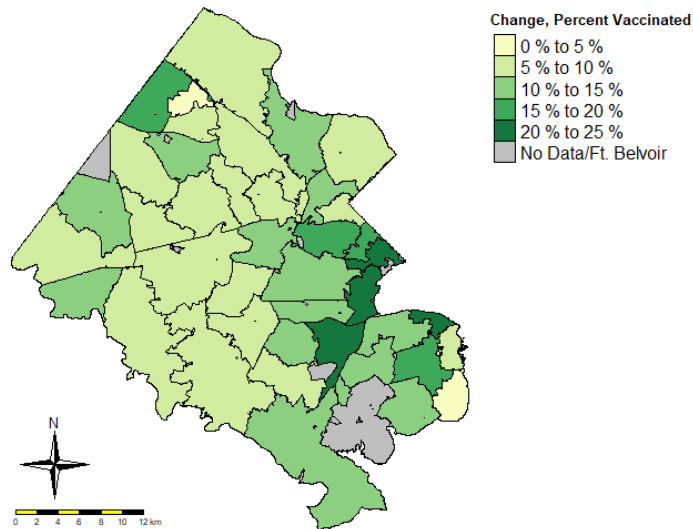 Change, Percent Vaccinated
0 % to 5 %
5 % to 10 %
10 % to 15 %
15 % to 20 %
20 % to 25 %
No Data/Ft. Belvoir
N
0 2 4 6 8 10 12 km